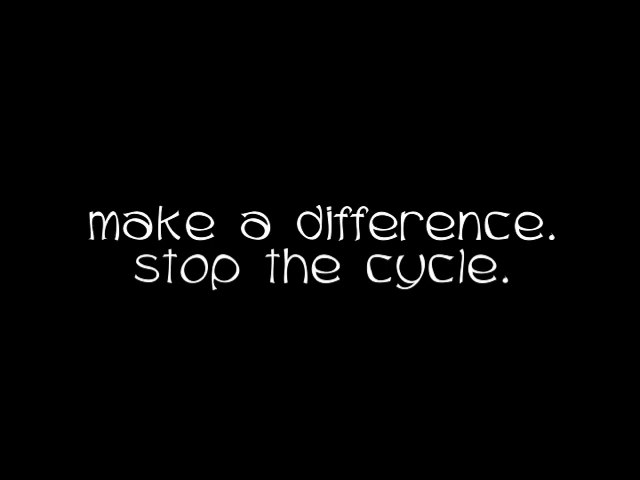 make a difference.
stop the cycle.